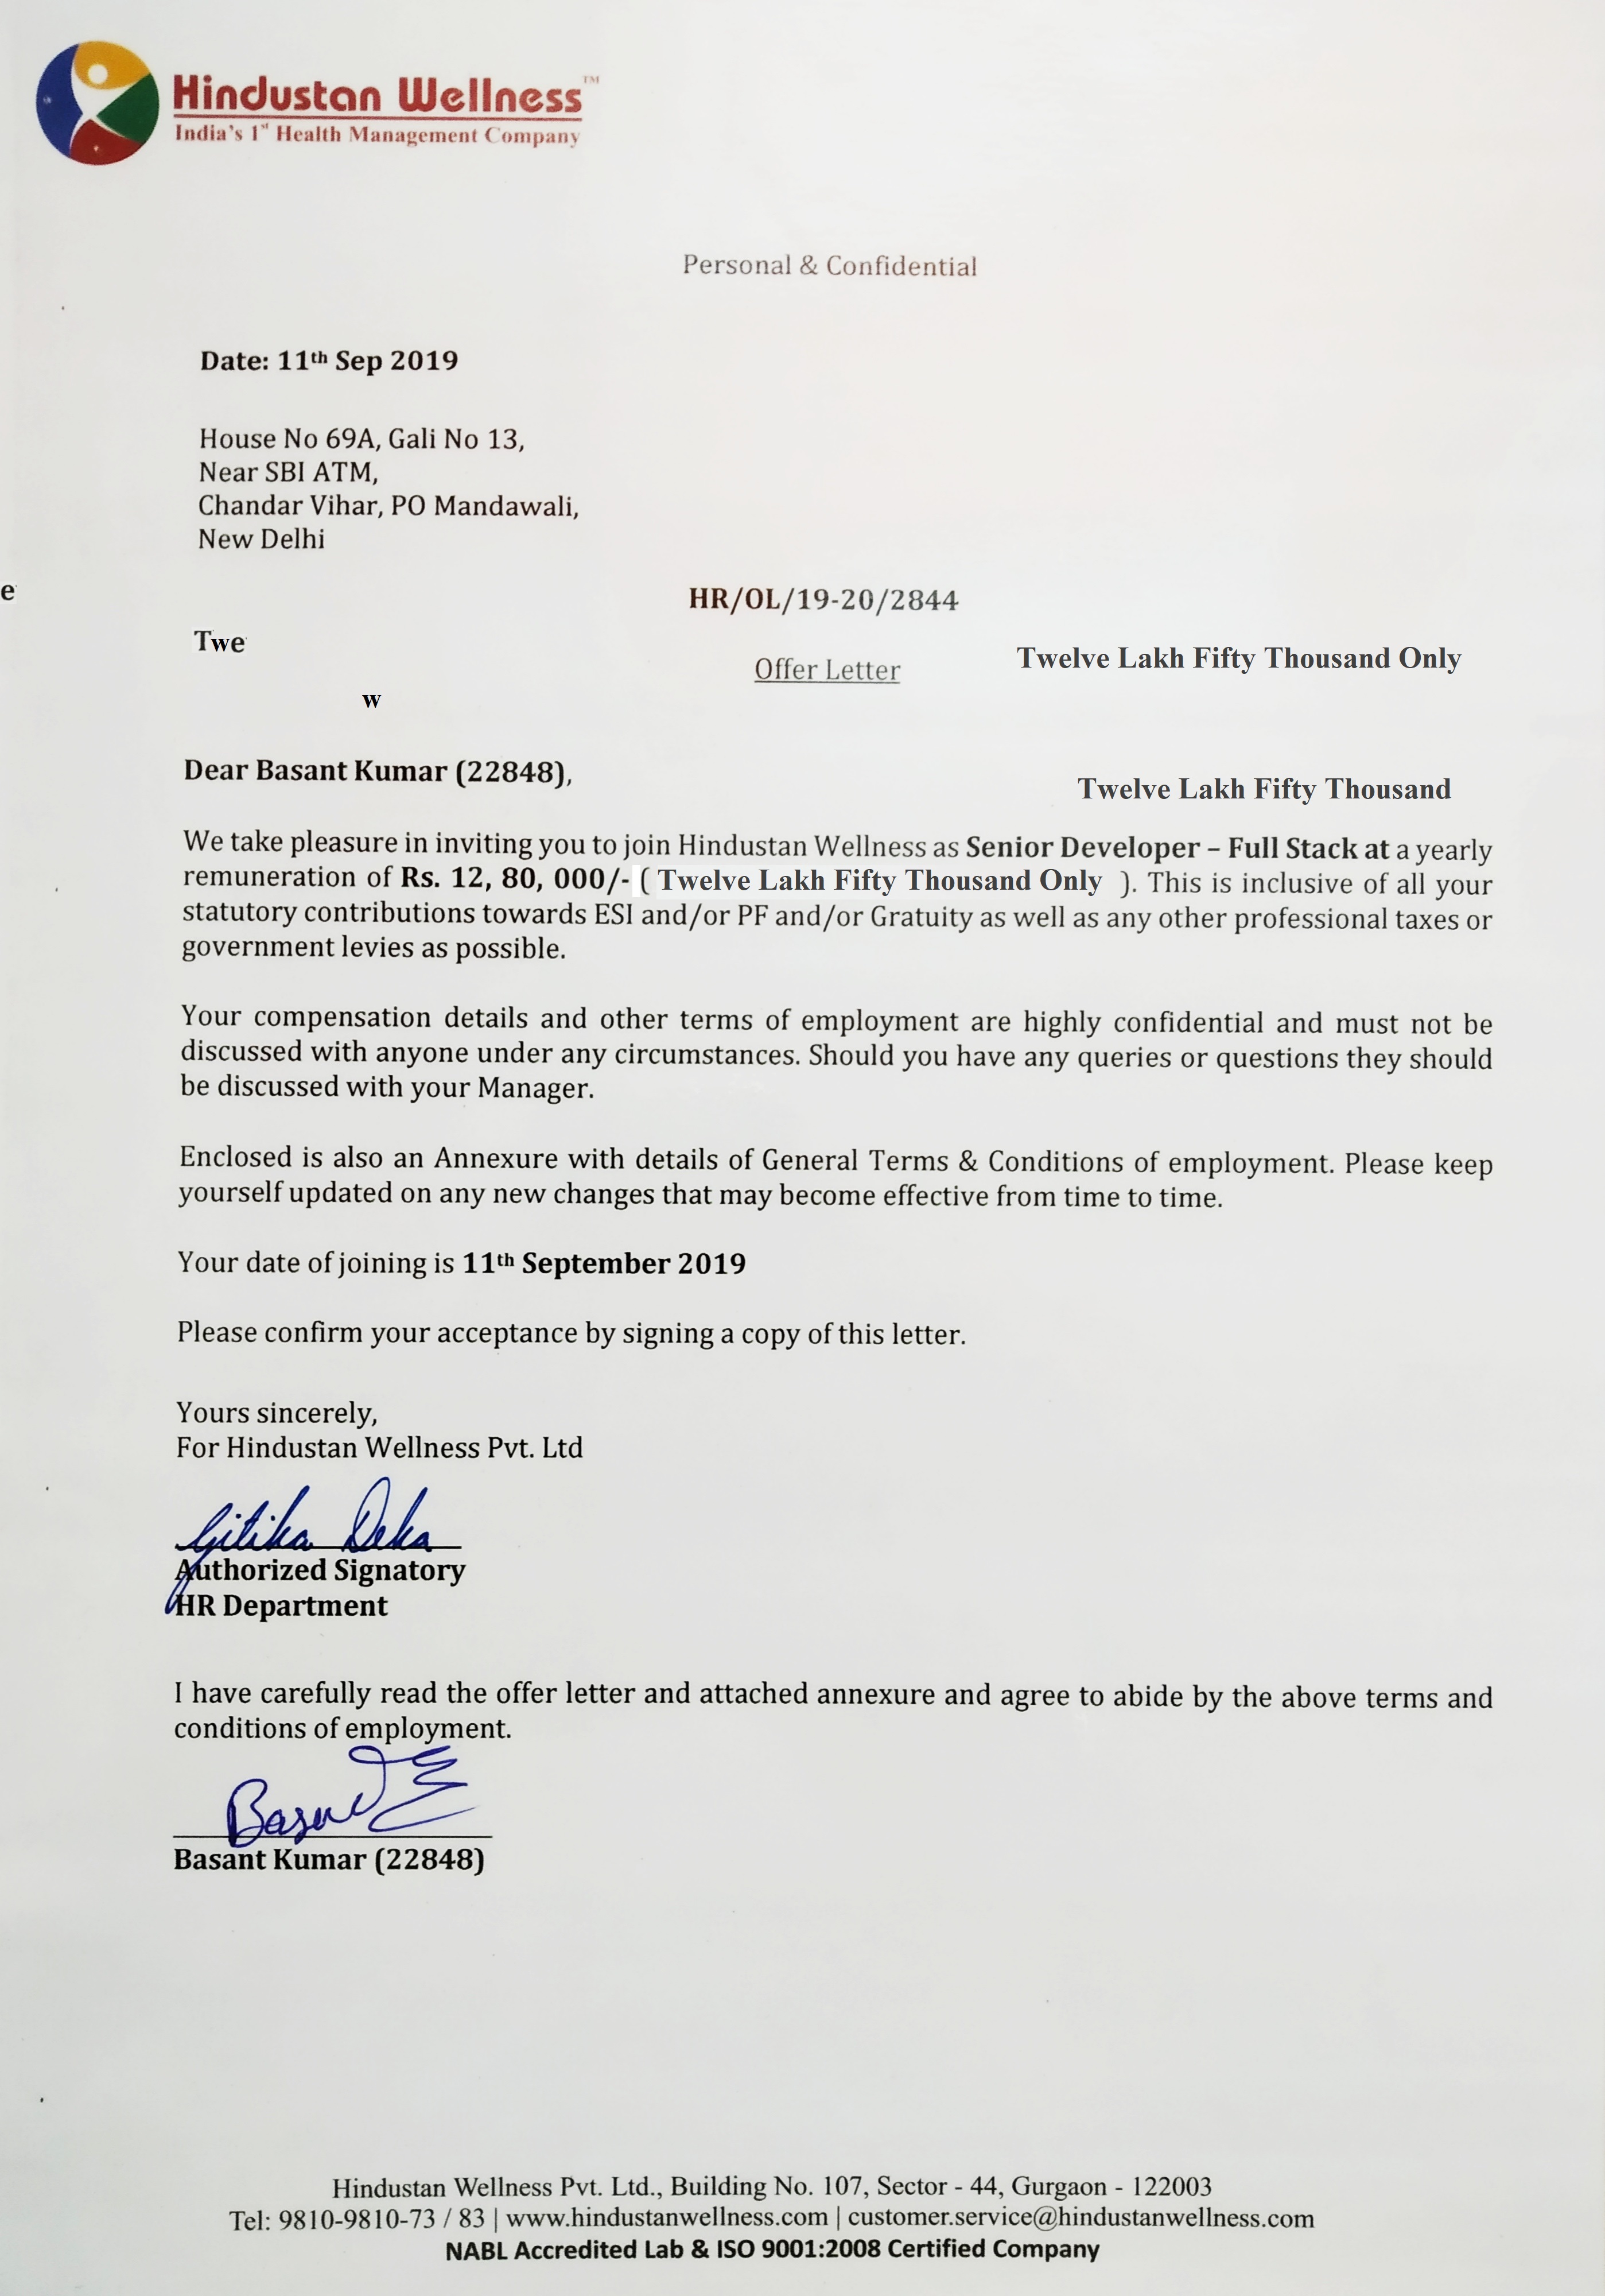 Hindustan Wellness™
India's 1st Health Management Company
Personal & Confidential
Date: 11th Sep 2019
House No 69A, Gali No 13,
Near SBI ATM,
Chandar Vihar, PO Mandawali,
New Delhi
e
HR/OL/19-20/2844
Twe
Offer Letter
Twelve Lakh Fifty Thousand Only
w
Dear Basant Kumar (22848),
Twelve Lakh Fifty Thousand
We take pleasure in inviting you to join Hindustan Wellness as Senior Developer – Full Stack at a yearly
remuneration of Rs. 12, 80, 000/- ( Twelve Lakh Fifty Thousand Only ). This is inclusive of all your
statutory contributions towards ESI and/or PF and/or Gratuity as well as any other professional taxes or
government levies as possible.
Your compensation details and other terms of employment are highly confidential and must not be
discussed with anyone under any circumstances. Should you have any queries or questions they should
be discussed with your Manager.
Enclosed is also an Annexure with details of General Terms & Conditions of employment. Please keep
yourself updated on any new changes that may become effective from time to time.
Your date of joining is 11th September 2019
Please confirm your acceptance by signing a copy of this letter.
Yours sincerely,
For Hindustan Wellness Pvt. Ltd
Gitika Deka
Authorized Signatory
HR Department
I have carefully read the offer letter and attached annexure and agree to abide by the above terms and
conditions of employment.
Basant Kumar (22848)
Hindustan Wellness Pvt. Ltd., Building No. 107, Sector - 44, Gurgaon - 122003
Tel: 9810-9810-73 / 83 | www.hindustanwellness.com | customer.service@hindustanwellness.com
NABL Accredited Lab & ISO 9001:2008 Certified Company